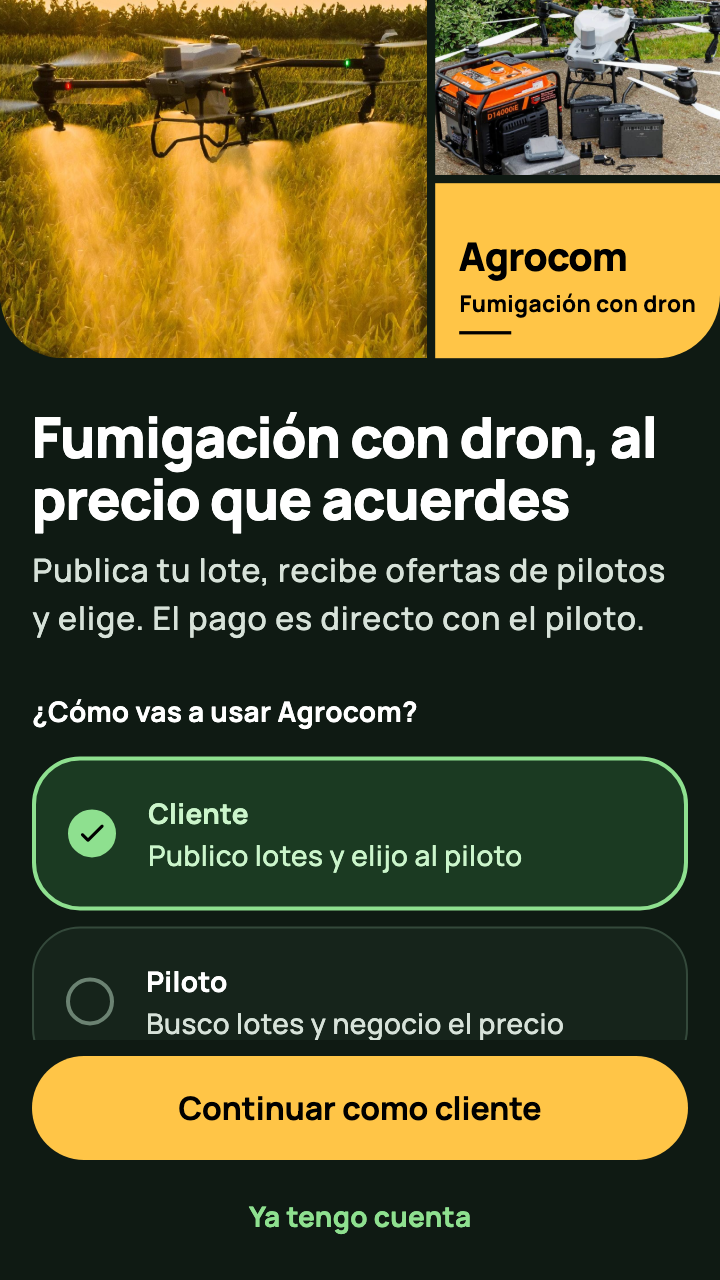 D14000iE
Agrocom
Fumigación con dron
Fumigación con dron, al
precio que acuerdes
Publica tu lote, recibe ofertas de pilotos
y elige. El pago es directo con el piloto.
¿Cómo vas a usar Agrocom?
Cliente
Publico lotes y elijo al piloto
Piloto
Busco lotes y negocio el precio
Continuar como cliente
Ya tengo cuenta